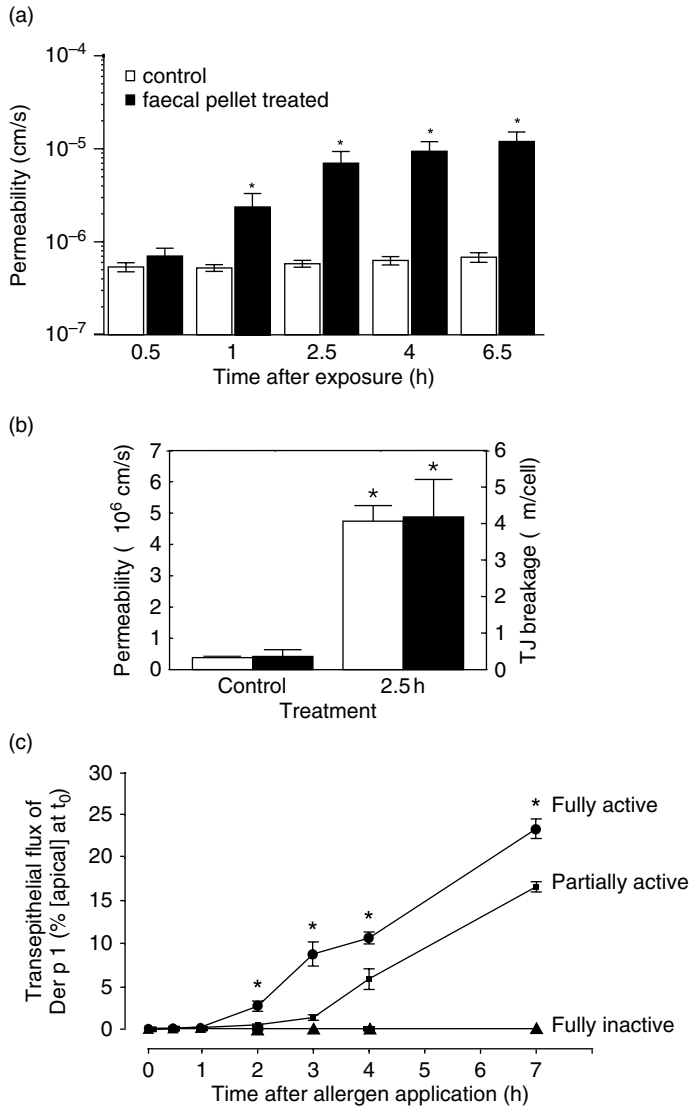 (a)
Permeability (cm/s)
10⁻⁴
10⁻⁵
10⁻⁶
10⁻⁷
control
faecal pellet treated
* * * *
0.5 1 2.5 4 6.5
Time after exposure (h)
(b)
Permeability ( 10⁶ cm/s)
7
6
5
4
3
2
1
0
* *
6
5
4
3
2
1
0
TJ breakage ( m/cell)
Control 2.5 h
Treatment
(c)
Transepithelial flux of
Der p 1 (% [apical] at t₀)
30
25
20
15
10
5
0
* * * *
Fully active
Partially active
Fully inactive
0 1 2 3 4 7
Time after allergen application (h)